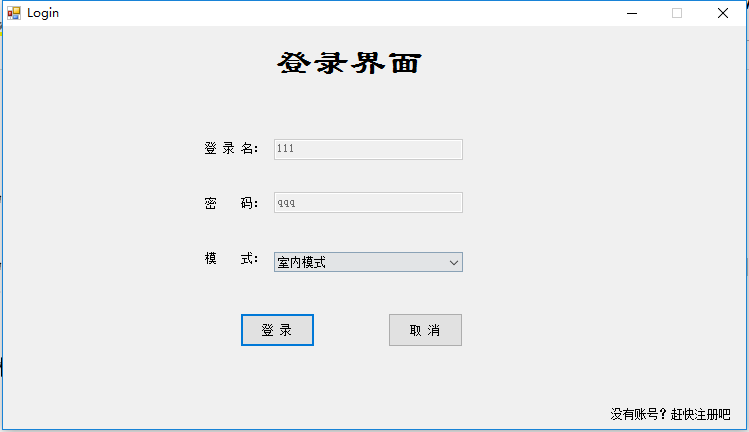 Login
登录界面
登 录 名： 111
密 码： qqq
模 式： 室内模式
登 录 取 消
没有账号？赶快注册吧